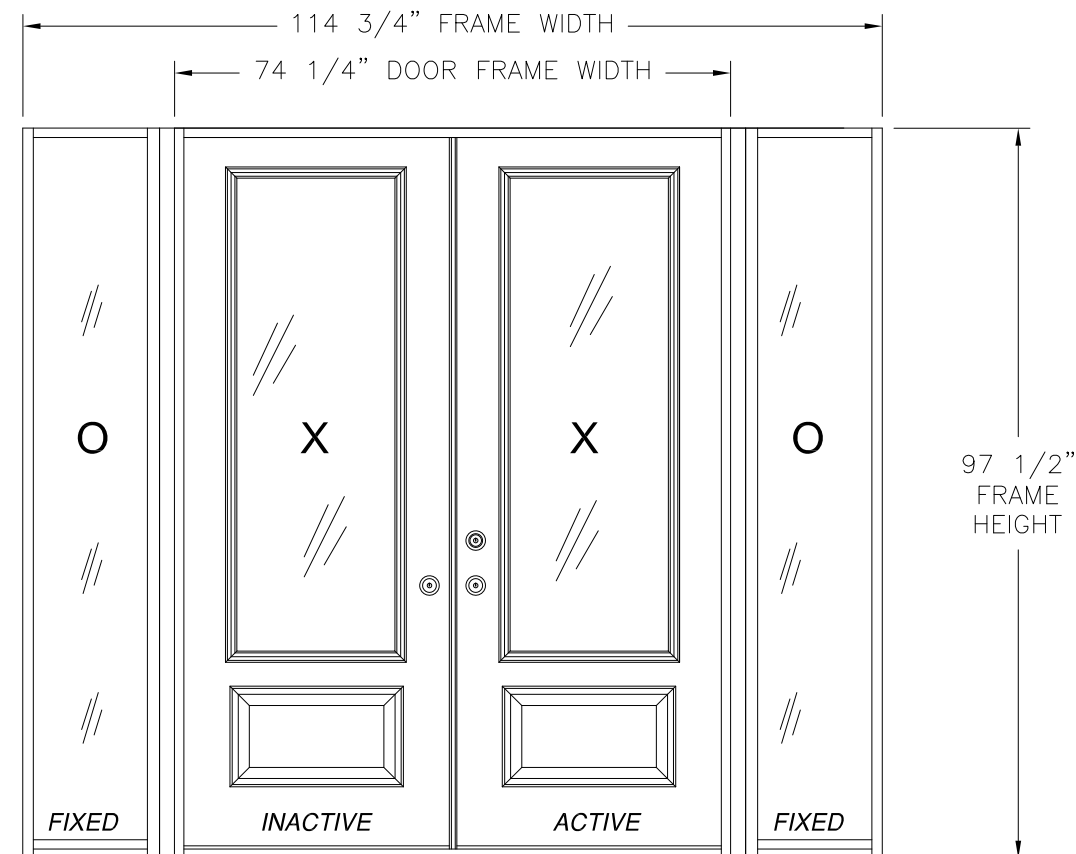 114 3/4” FRAME WIDTH
74 1/4” DOOR FRAME WIDTH
O
X
X
O
97 1/2”
FRAME
HEIGHT
FIXED
INACTIVE
ACTIVE
FIXED